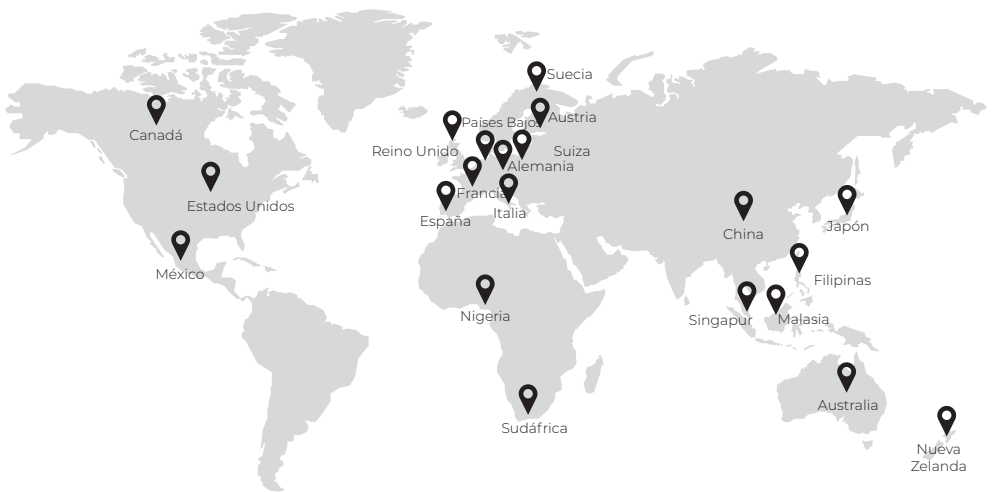 Suecia
Canadá
Países Bajos
Austria
Reino Unido
Suiza
Alemania
Francia
Estados Unidos
España
Italia
China
Japón
México
Filipinas
Nigeria
Singapur
Malasia
Australia
Sudáfrica
Nueva
Zelanda